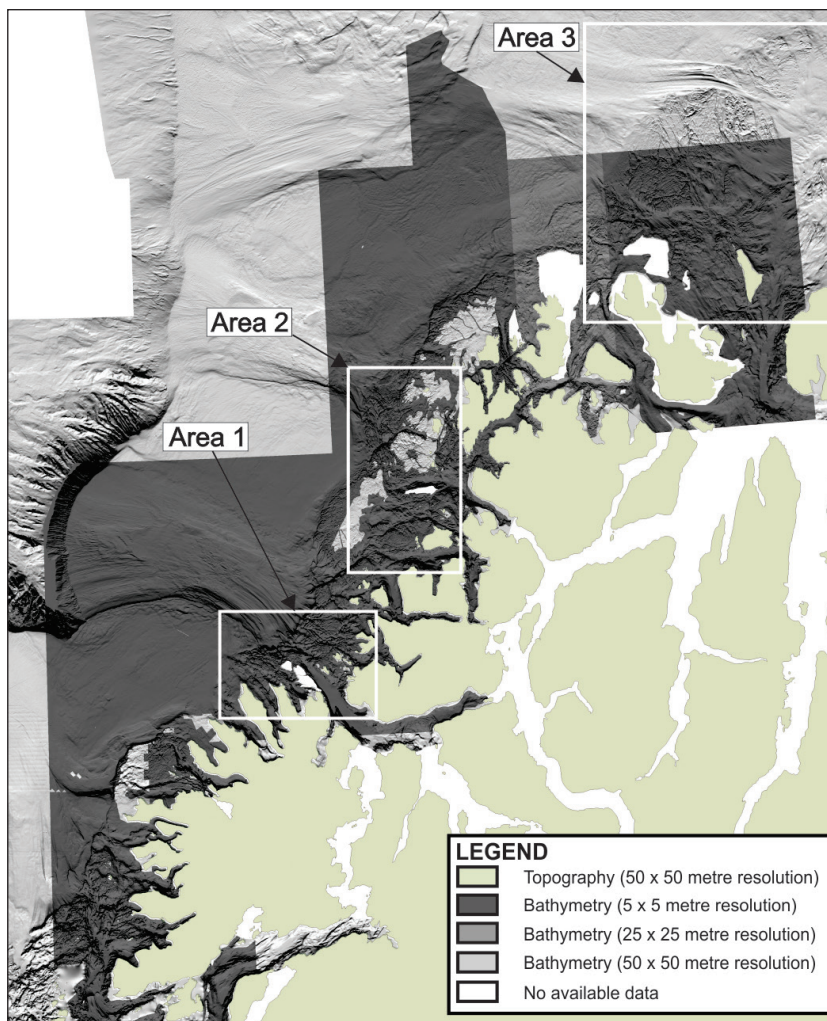 Area 3
Area 2
Area 1
LEGEND
Topography (50 x 50 metre resolution)
Bathymetry (5 x 5 metre resolution)
Bathymetry (25 x 25 metre resolution)
Bathymetry (50 x 50 metre resolution)
No available data